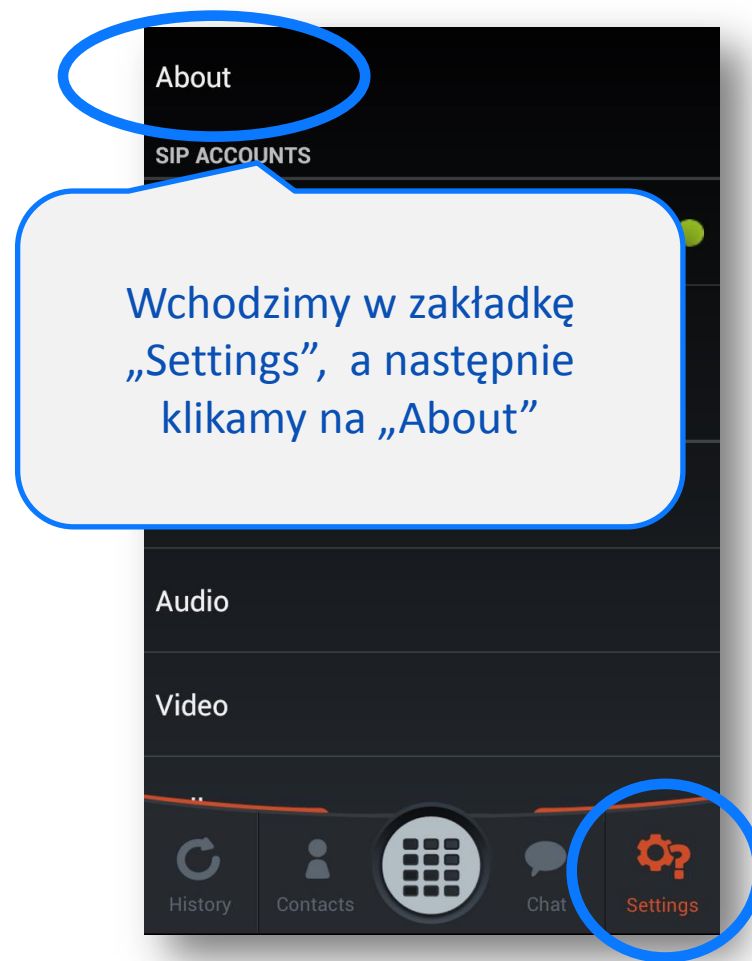 About
SIP ACCOUNTS
Wchodzimy w zakładkę
„Settings”,  a następnie
klikamy na „About”
Audio
Video
History
Contacts
Chat
Settings